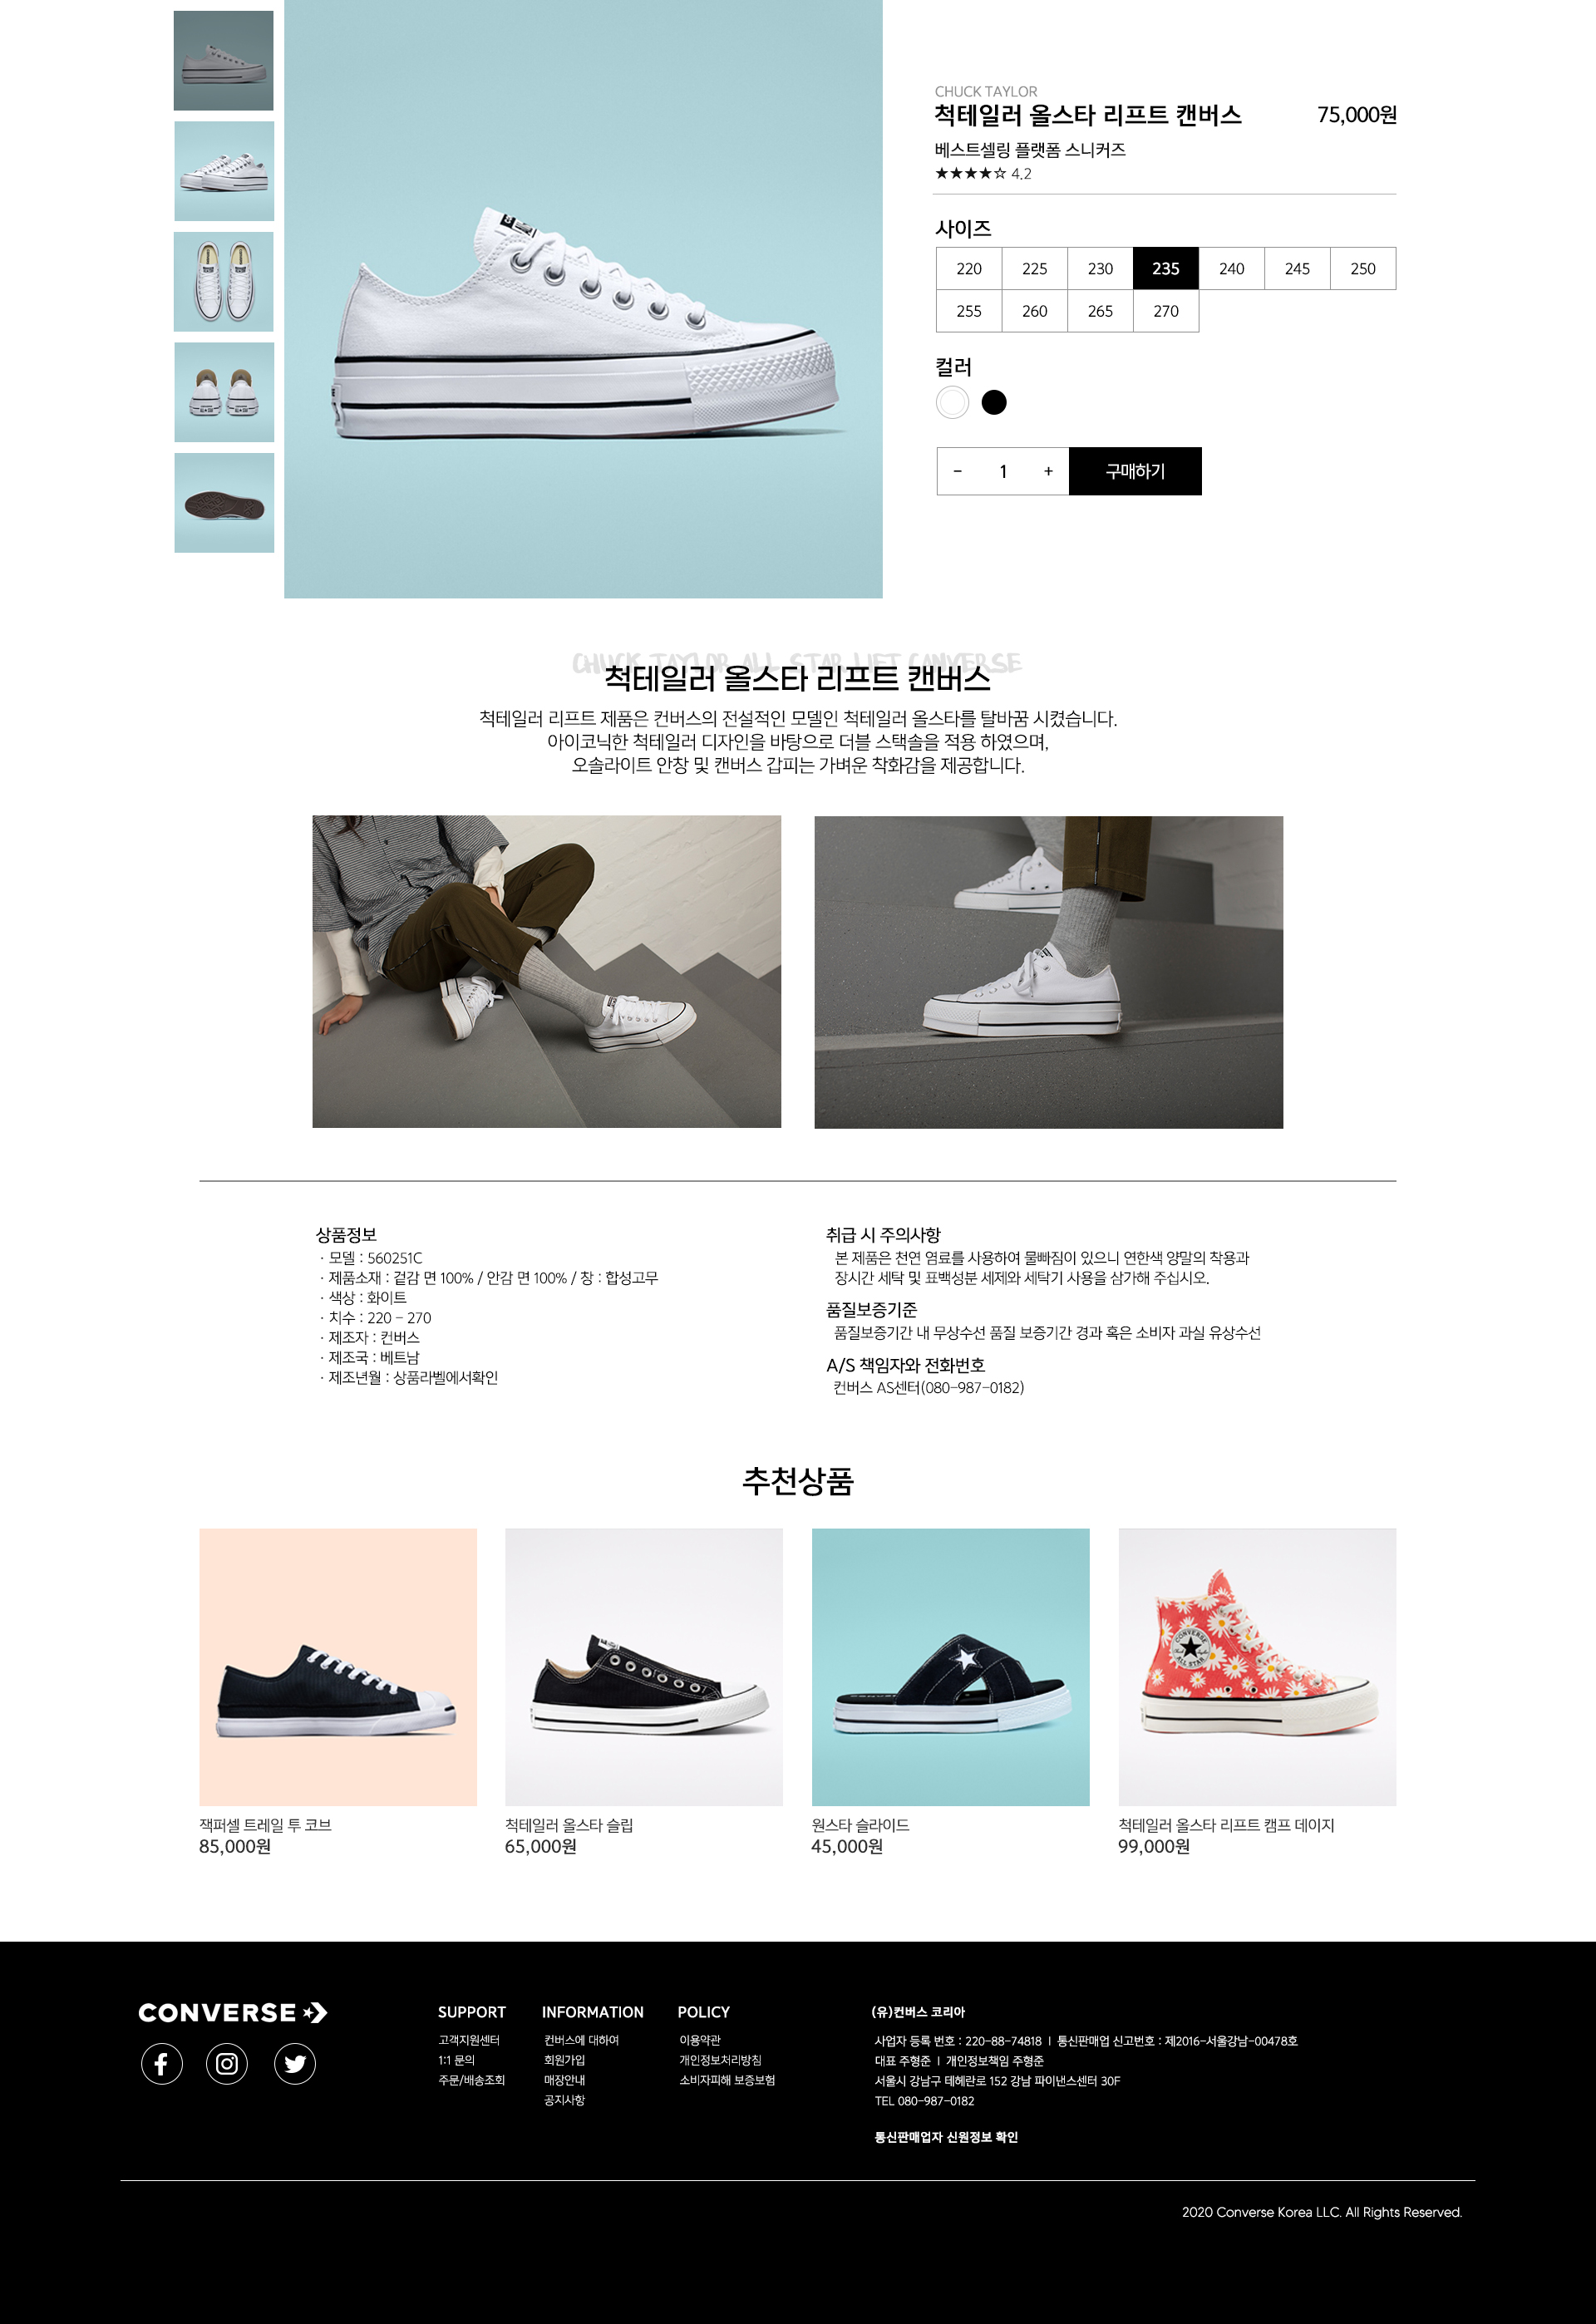 CHUCK TAYLOR
척테일러 올스타 리프트 캔버스
75,000원
베스트셀링 플랫폼 스니커즈
★★★★☆ 4.2
사이즈
220 225 230 235 240 245 250
255 260 265 270
컬러
- 1 + 구매하기
CHUCK TAYLOR ALL STAR LIFT CANVERSE
척테일러 올스타 리프트 캔버스
척테일러 리프트 제품은 컨버스의 전설적인 모델인 척테일러 올스타를 탈바꿈 시켰습니다.
아이코닉한 척테일러 디자인을 바탕으로 더블 스택솔을 적용 하였으며,
오솔라이트 안창 및 캔버스 갑피는 가벼운 착화감을 제공합니다.
상품정보
· 모델 : 560251C
· 제품소재 : 겉감 면 100% / 안감 면 100% / 창 : 합성고무
· 색상 : 화이트
· 치수 : 220 - 270
· 제조자 : 컨버스
· 제조국 : 베트남
· 제조년월 : 상품라벨에서확인
취급 시 주의사항
본 제품은 천연 염료를 사용하여 물빠짐이 있으니 연한색 양말의 착용과
장시간 세탁 및 표백성분 세제와 세탁기 사용을 삼가해 주십시오.
품질보증기준
품질보증기간 내 무상수선 품질 보증기간 경과 혹은 소비자 과실 유상수선
A/S 책임자와 전화번호
컨버스 AS센터(080-987-0182)
추천상품
CONVERSE
ALL STAR
잭퍼셀 트레일 투 코브
85,000원
척테일러 올스타 슬립
65,000원
원스타 슬라이드
45,000원
척테일러 올스타 리프트 캠프 데이지
99,000원
CONVERSE
SUPPORT
고객지원센터
1:1 문의
주문/배송조회
INFORMATION
컨버스에 대하여
회원가입
매장안내
공지사항
POLICY
이용약관
개인정보처리방침
소비자피해 보증보험
(유)컨버스 코리아
사업자 등록 번호 : 220-88-74818 | 통신판매업 신고번호 : 제2016-서울강남-00478호
대표 주형준 | 개인정보책임 주형준
서울시 강남구 테헤란로 152 강남 파이낸스센터 30F
TEL 080-987-0182
통신판매업자 신원정보 확인
2020 Converse Korea LLC. All Rights Reserved.